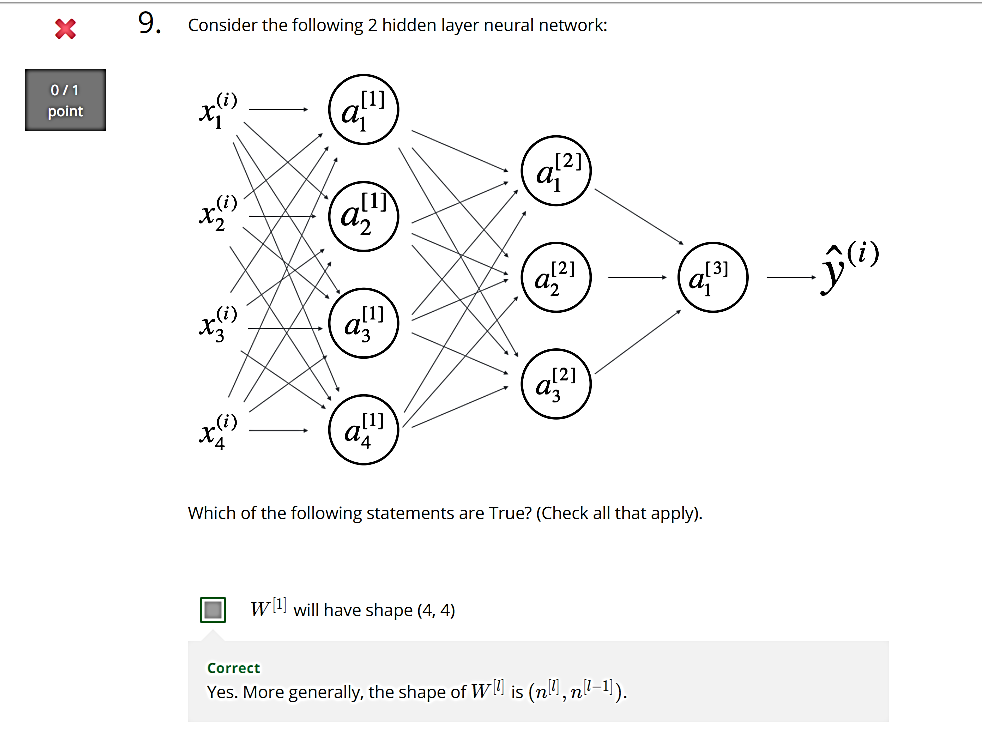 9. Consider the following 2 hidden layer neural network:
0 / 1
point
x_1^{(i)} a_1^{[1]}
a_1^{[2]}
x_2^{(i)} a_2^{[1]}
a_2^{[2]} a_1^{[3]} ŷ^{(i)}
x_3^{(i)} a_3^{[1]}
a_3^{[2]}
x_4^{(i)} a_4^{[1]}
Which of the following statements are True? (Check all that apply).
W^{[1]} will have shape (4, 4)
Correct
Yes. More generally, the shape of W^{[l]} is (n^{[l]}, n^{[l−1]}).